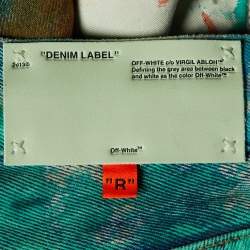 "DENIM LABEL"
OFF-WHITE c/o VIRGIL ABLOH™
Defining the grey area between black
and white as the color Off-White™
Off-White™
"R"